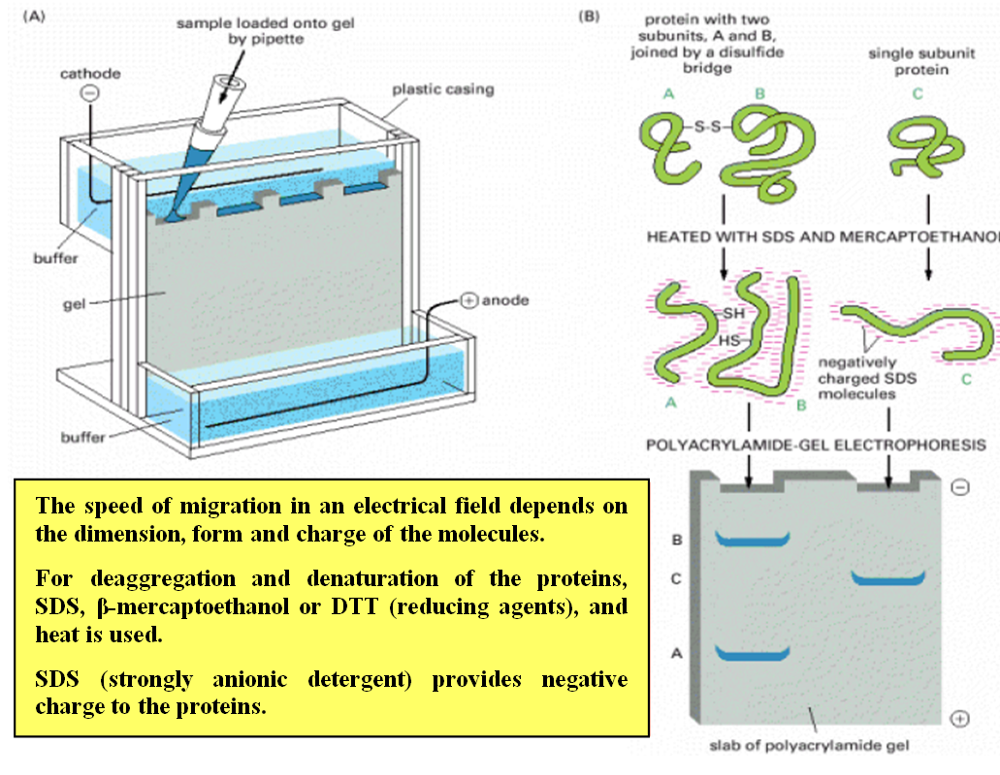 (A)
sample loaded onto gel
by pipette
cathode
−
plastic casing
buffer
gel
+ anode
buffer
The speed of migration in an electrical field depends on
the dimension, form and charge of the molecules.
For deaggregation and denaturation of the proteins,
SDS, β-mercaptoethanol or DTT (reducing agents), and
heat is used.
SDS (strongly anionic detergent) provides negative
charge to the proteins.
(B)
protein with two
subunits, A and B,
joined by a disulfide
bridge
single subunit
protein
A
B
C
S-S
HEATED WITH SDS AND MERCAPTOETHANOL
SH
HS
negatively
charged SDS
molecules
A
B
C
POLYACRYLAMIDE-GEL ELECTROPHORESIS
−
B
C
A
+
slab of polyacrylamide gel